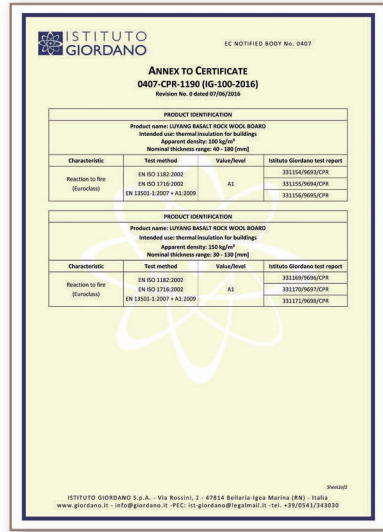 ISTITUTO
GIORDANO
EC NOTIFIED BODY No. 0407
ANNEX TO CERTIFICATE
0407-CPR-1190 (IG-100-2016)
Revision No. 0 dated 07/06/2016
PRODUCT IDENTIFICATION
Product name: LUYANG BASALT ROCK WOOL BOARD
Intended use: thermal insulation for buildings
Apparent density: 100 kg/m³
Nominal thickness range: 40 - 180 [mm]
Characteristic Test method Value/level Istituto Giordano test report
Reaction to fire
(Euroclass)
EN ISO 1182:2002
EN ISO 1716:2002
EN 13501-1:2007 + A1:2009
A1
331154/9693/CPR
331155/9694/CPR
331156/9695/CPR
PRODUCT IDENTIFICATION
Product name: LUYANG BASALT ROCK WOOL BOARD
Intended use: thermal insulation for buildings
Apparent density: 150 kg/m³
Nominal thickness range: 30 - 130 [mm]
Characteristic Test method Value/level Istituto Giordano test report
Reaction to fire
(Euroclass)
EN ISO 1182:2002
EN ISO 1716:2002
EN 13501-1:2007 + A1:2009
A1
331169/9696/CPR
331170/9697/CPR
331171/9698/CPR
Sheet2of2
ISTITUTO GIORDANO S.p.A. - Via Rossini, 2 - 47814 Bellaria-Igea Marina (RN) - Italia
www.giordano.it - info@giordano.it -PEC: ist-giordano@legalmail.it -tel. +39/0541/343030